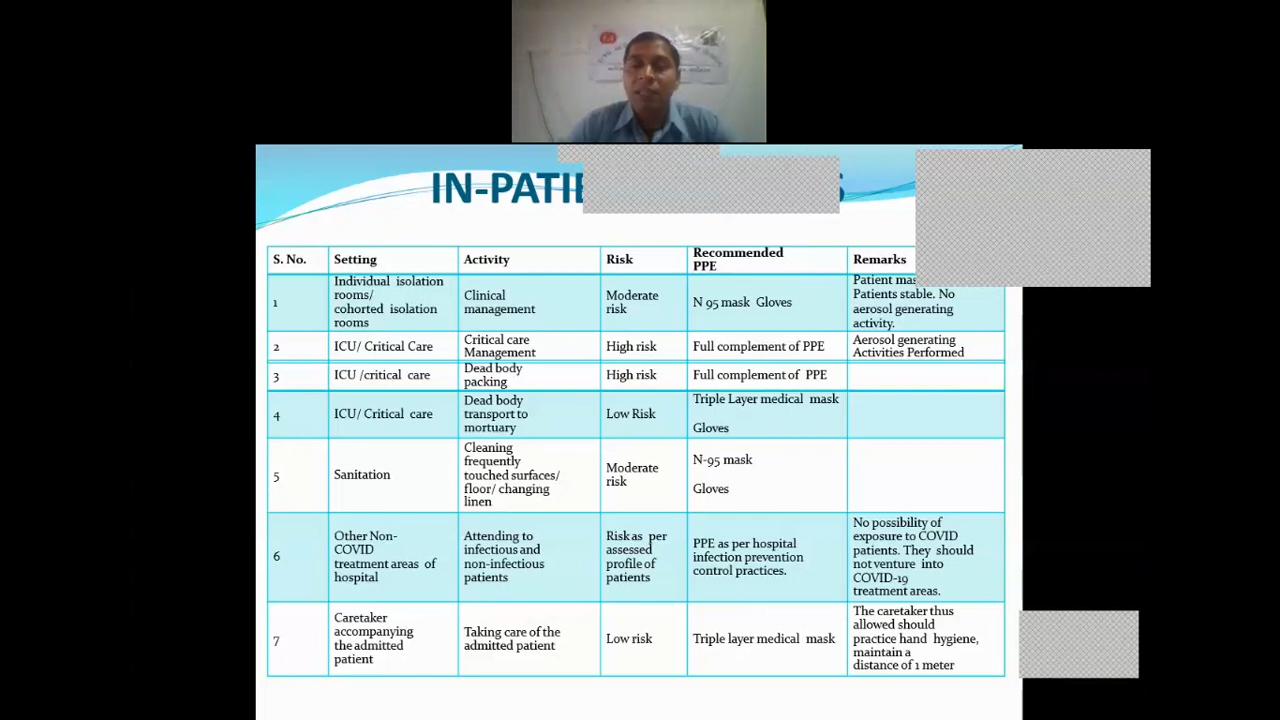 IN-PATIE
S. No. Setting Activity Risk Recommended PPE Remarks
1
Individual isolation
rooms/
cohorted isolation
rooms
Clinical
management
Moderate
risk
N 95 mask Gloves
Patient mas
Patients stable. No
aerosol generating
activity.
2
ICU/ Critical Care
Critical care
Management
High risk
Full complement of PPE
Aerosol generating
Activities Performed
3
ICU /critical care
Dead body
packing
High risk
Full complement of PPE
4
ICU/ Critical care
Dead body
transport to
mortuary
Low Risk
Triple Layer medical mask
Gloves
5
Sanitation
Cleaning
frequently
touched surfaces/
floor/ changing
linen
Moderate
risk
N-95 mask
Gloves
6
Other Non-
COVID
treatment areas of
hospital
Attending to
infectious and
non-infectious
patients
Risk as per
assessed
profile of
patients
PPE as per hospital
infection prevention
control practices.
No possibility of
exposure to COVID
patients. They should
not venture into
COVID-19
treatment areas.
7
Caretaker
accompanying
the admitted
patient
Taking care of the
admitted patient
Low risk
Triple layer medical mask
The caretaker thus
allowed should
practice hand hygiene,
maintain a
distance of 1 meter